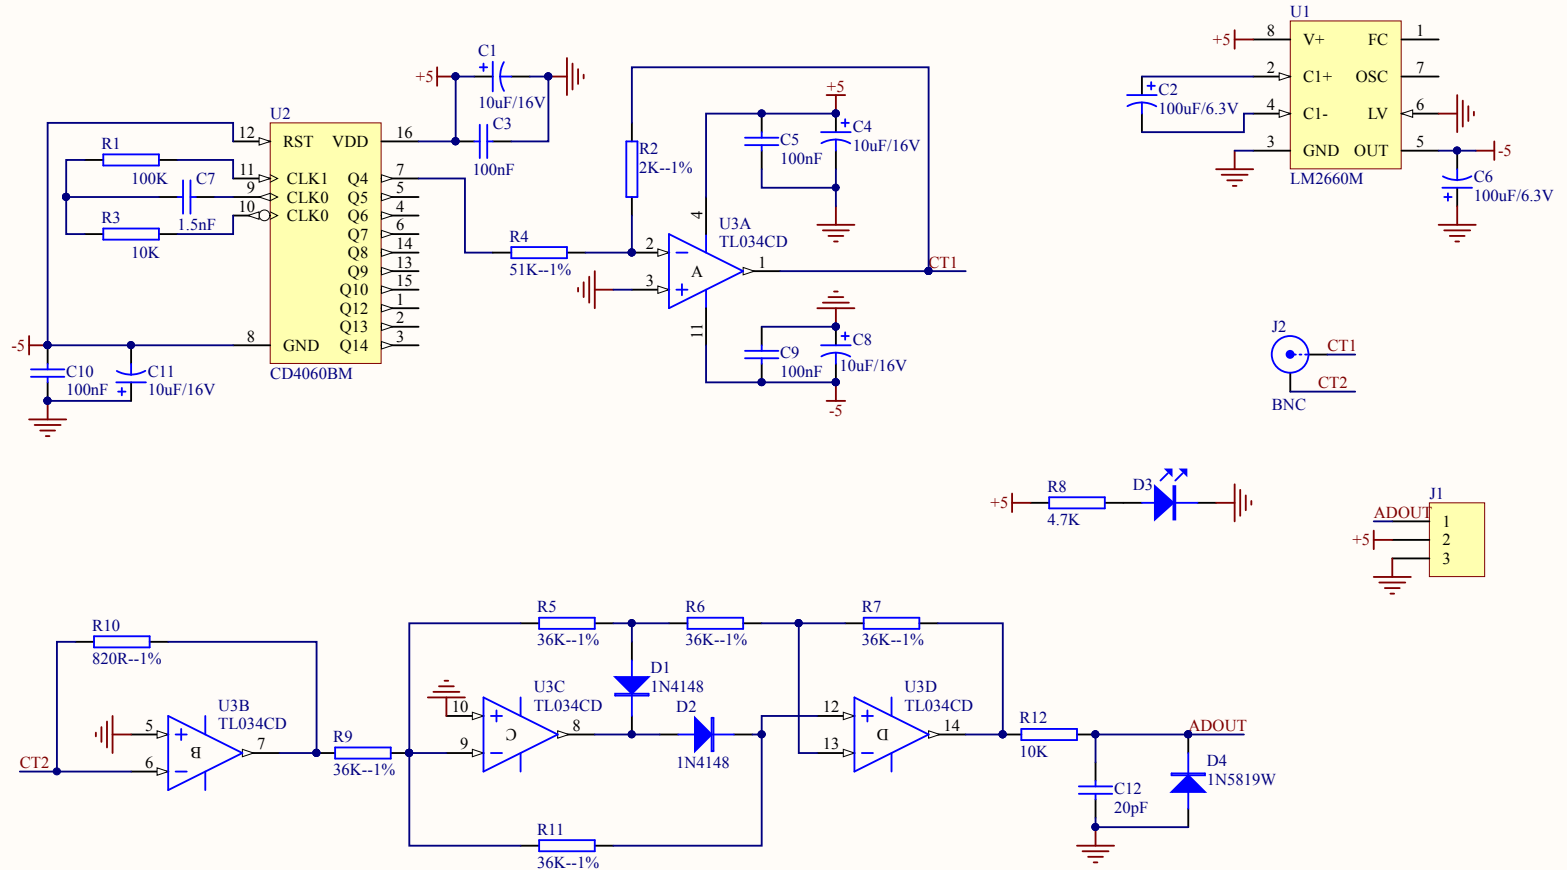 U2
CD4060BM
12 RST
11 CLK1
9 CLK0
10 CLK0
8 GND
VDD 16
Q4 7
Q5 5
Q6 4
Q7 6
Q8 14
Q9 13
Q10 15
Q12 1
Q13 2
Q14 3
R1
100K
C7
1.5nF
R3
10K
-5
C10
100nF
C11
+
10uF/16V
+5
C1
+
10uF/16V
C3
100nF
R4
51K--1%
R2
2K--1%
U3A
TL034CD
A
2
3
1
4
11
CT1
+5
C5
100nF
C4
+
10uF/16V
C9
100nF
C8
+
10uF/16V
-5
U1
LM2660M
+5
8 V+
2 C1+
4 C1-
3 GND
FC 1
OSC 7
LV 6
OUT 5
C2
+
100uF/6.3V
-5
C6
+
100uF/6.3V
J2
CT1
CT2
BNC
+5
R8
4.7K
D3
J1
ADOUT
+5
1
2
3
R10
820R--1%
U3B
TL034CD
B
5
6
7
CT2
R9
36K--1%
R5
36K--1%
R6
36K--1%
R7
36K--1%
U3C
TL034CD
C
10
9
8
D1
1N4148
D2
1N4148
R11
36K--1%
U3D
TL034CD
D
12
13
14
R12
10K
ADOUT
C12
20pF
D4
1N5819W